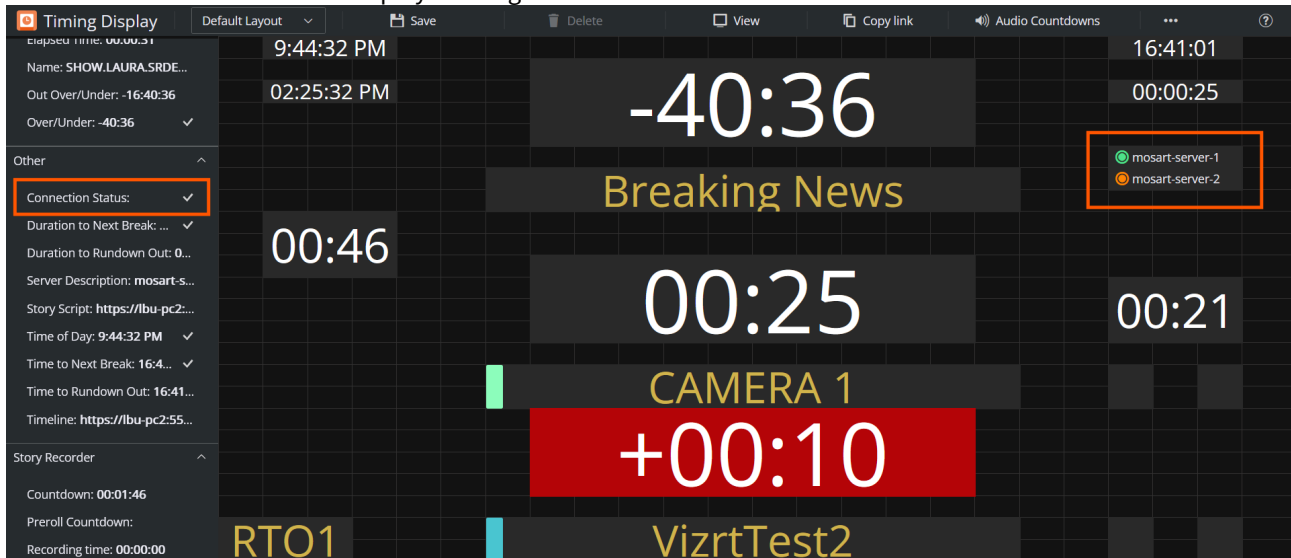 Timing Display
Default Layout
Save
Delete
View
Copy link
Audio Countdowns
Elapsed Time: 00:00:31
Name: SHOW.LAURA.SRDE...
Out Over/Under: -16:40:36
Over/Under: -40:36
Other
Connection Status:
Duration to Next Break: ...
Duration to Rundown Out: 0...
Server Description: mosart-s...
Story Script: https://lbu-pc2:...
Time of Day: 9:44:32 PM
Time to Next Break: 16:4...
Time to Rundown Out: 16:41...
Timeline: https://lbu-pc2:55...
Story Recorder
Countdown: 00:01:46
Preroll Countdown:
Recording time: 00:00:00
9:44:32 PM
02:25:32 PM
00:46
RTO1
-40:36
Breaking News
00:25
CAMERA 1
+00:10
VizrtTest2
16:41:01
00:00:25
mosart-server-1
mosart-server-2
00:21